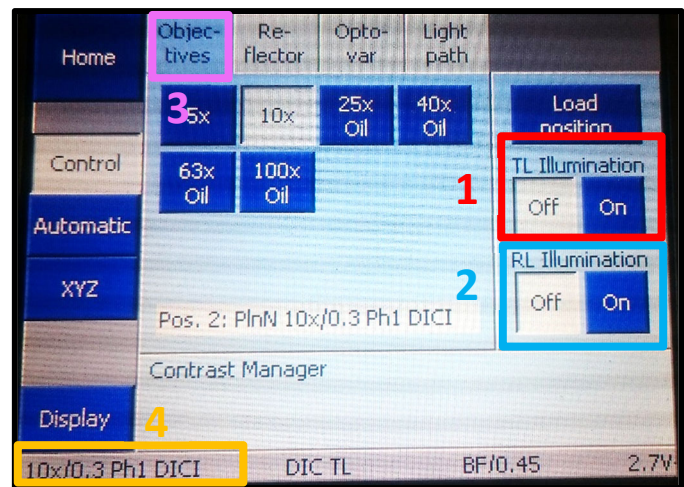 Objec-
tives
Re-
flector
Opto-
var
Light
path
Home
3
5x
10x
25x
Oil
40x
Oil
Load
position
Control
63x
Oil
100x
Oil
1
TL Illumination
Off
On
Automatic
2
RL Illumination
Off
On
XYZ
Pos. 2: PlnN 10x/0.3 Ph1 DICI
Contrast Manager
Display
4
10x/0.3 Ph1 DICI
DIC TL
BF/0.45
2.7V